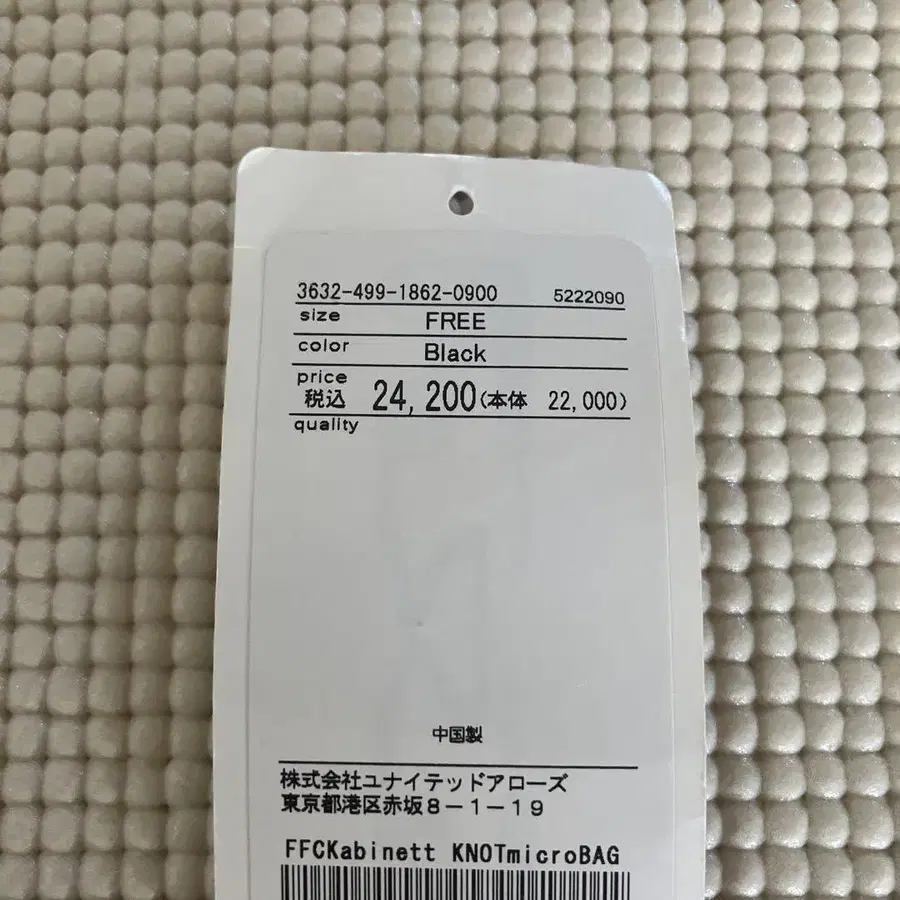 3632-499-1862-0900 5222090
size FREE
color Black
price
税込 24,200(本体 22,000)
quality
中国製
株式会社ユナイテッドアローズ
東京都港区赤坂8-1-19
FFCKabinett KNOTmicroBAG